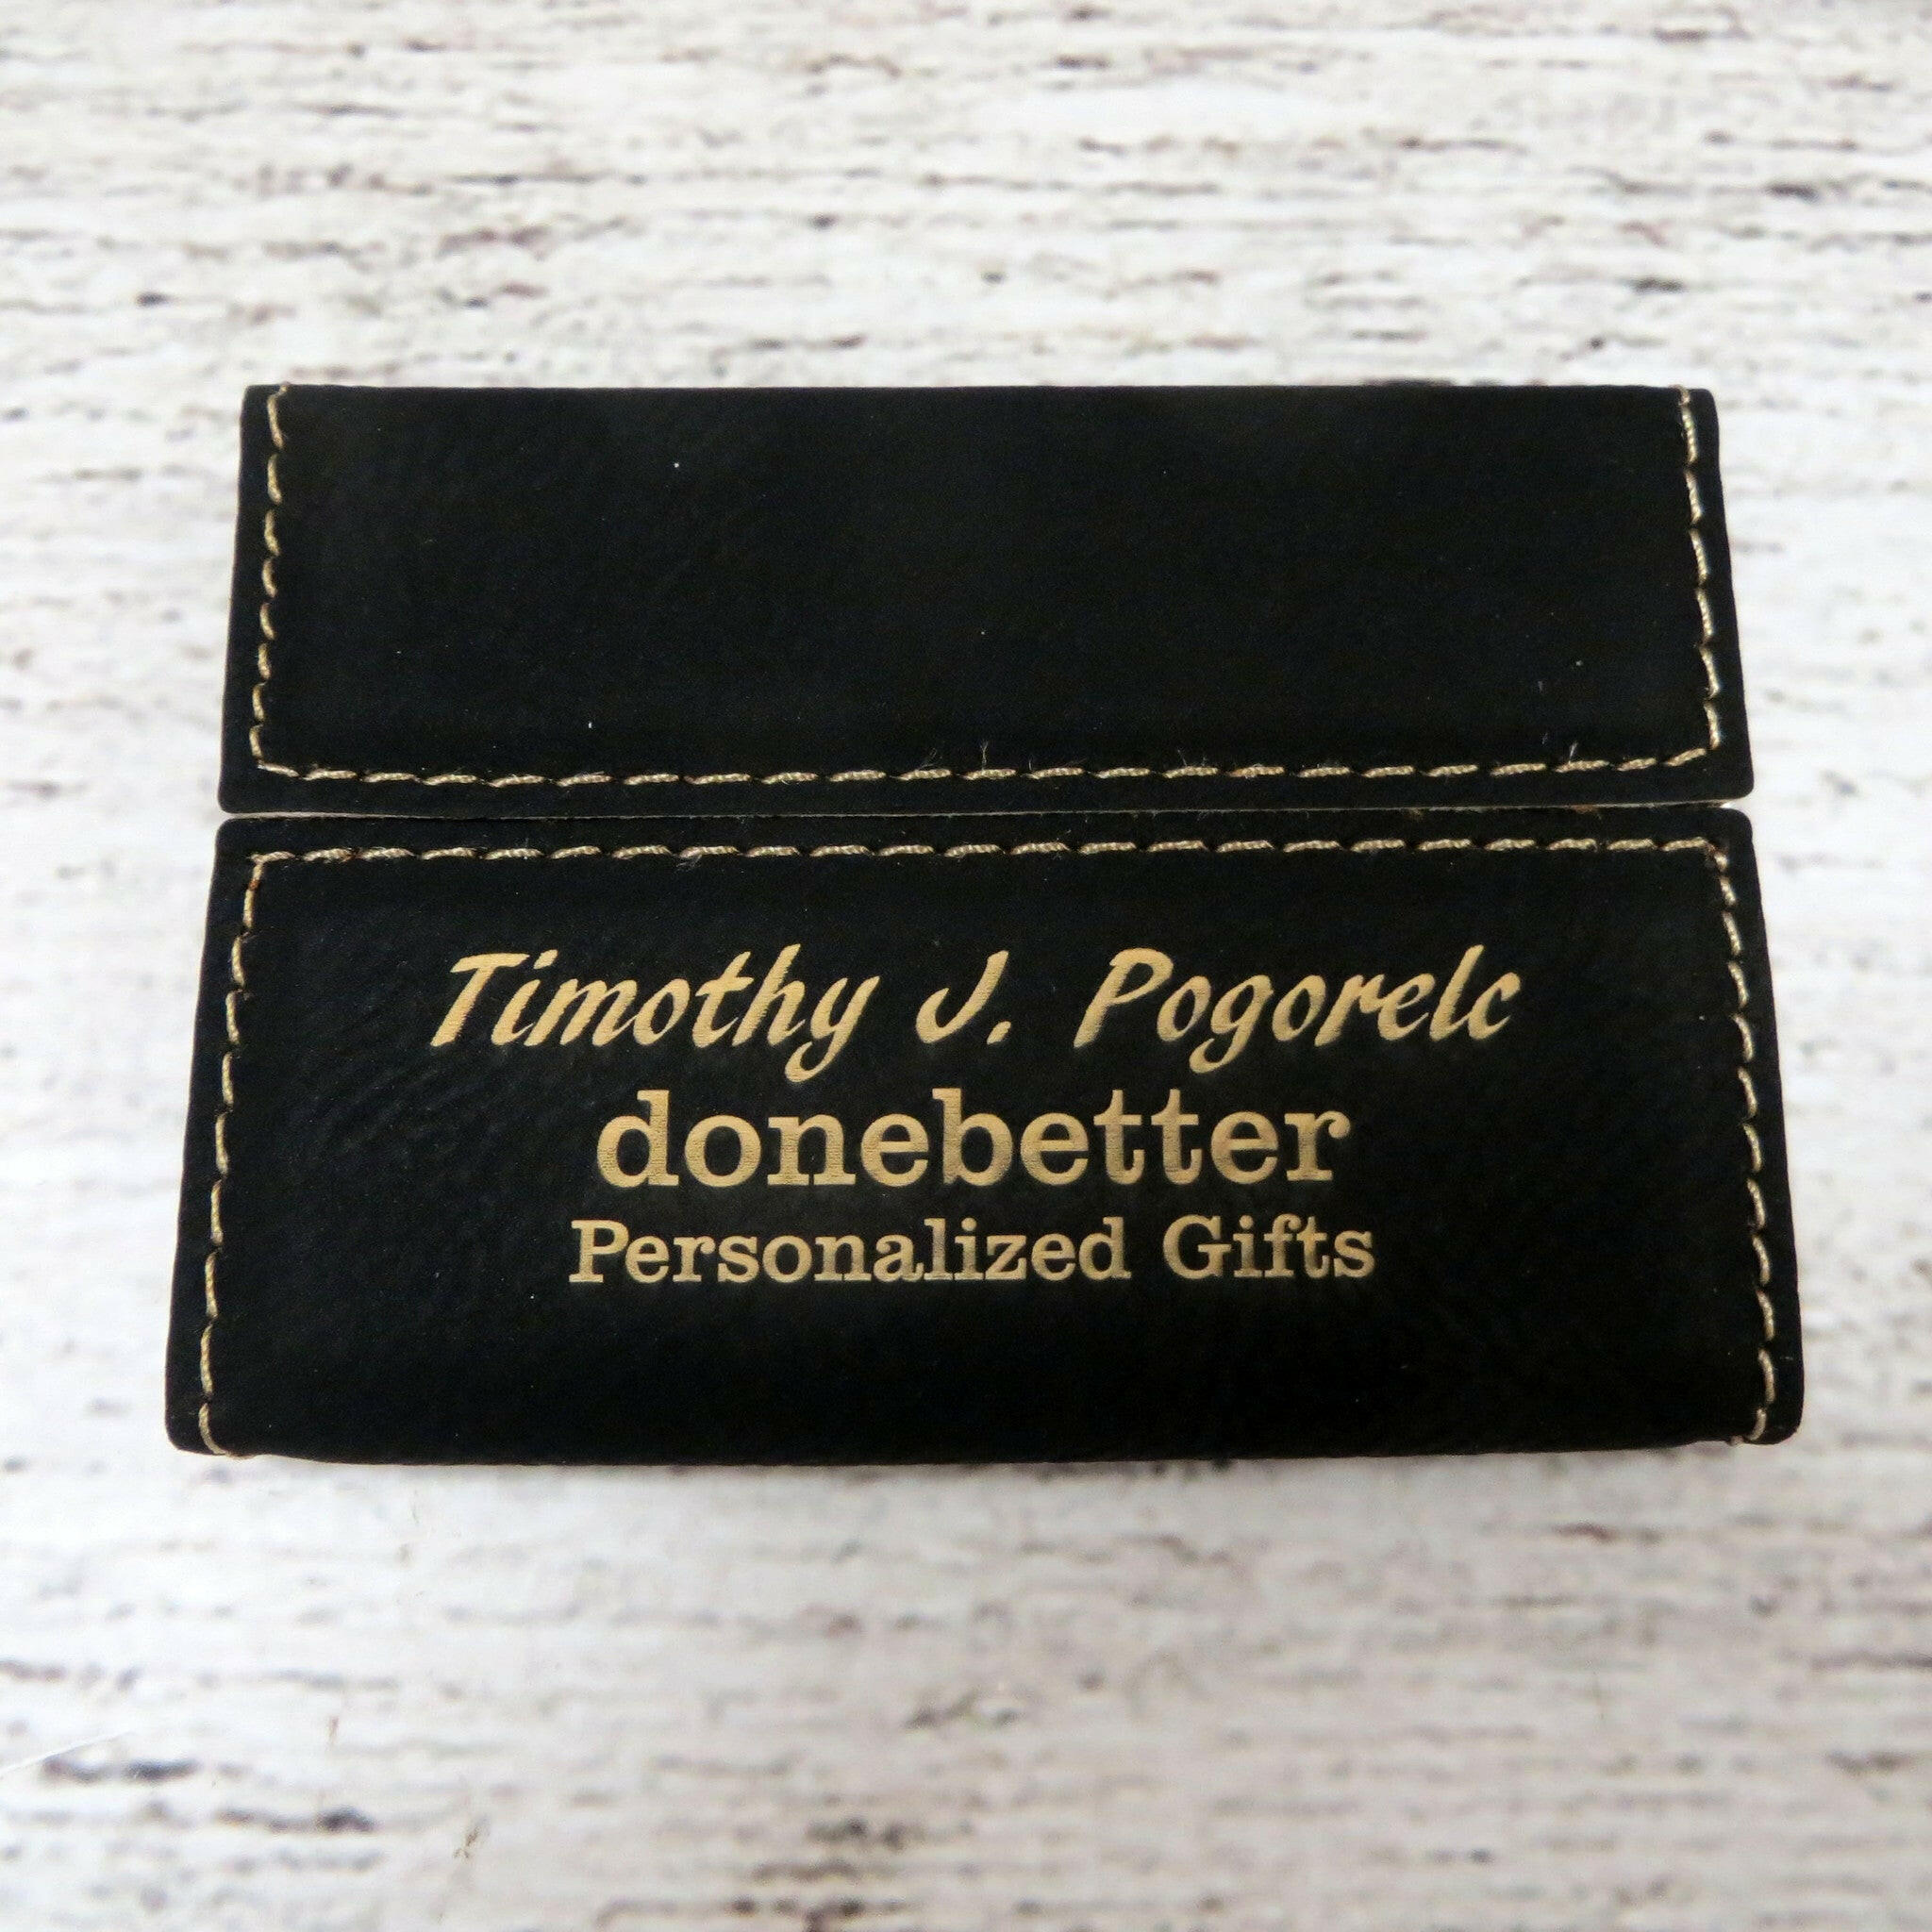 Timothy J. Pogorelc
donebetter
Personalized Gifts